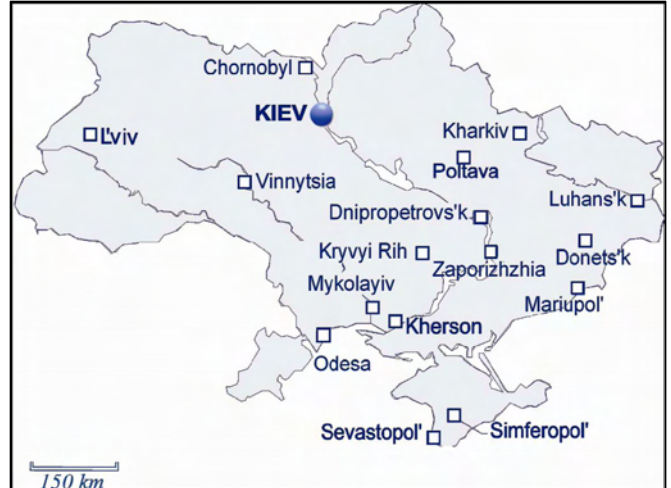 Chornobyl
KIEV
L'viv
Kharkiv
Poltava
Vinnytsia
Luhans'k
Dnipropetrovs'k
Kryvyi Rih
Zaporizhzhia
Donets'k
Mykolayiv
Mariupol'
Kherson
Odesa
Sevastopol'
Simferopol'
150 km